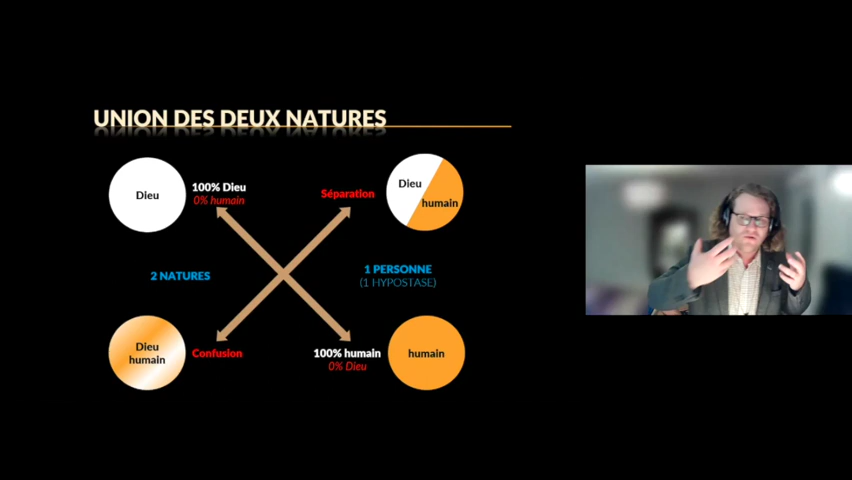 UNION DES DEUX NATURES
Dieu
100% Dieu
0% humain
Séparation
Dieu
humain
2 NATURES
1 PERSONNE
(1 HYPOSTASE)
Dieu
humain
Confusion
100% humain
0% Dieu
humain